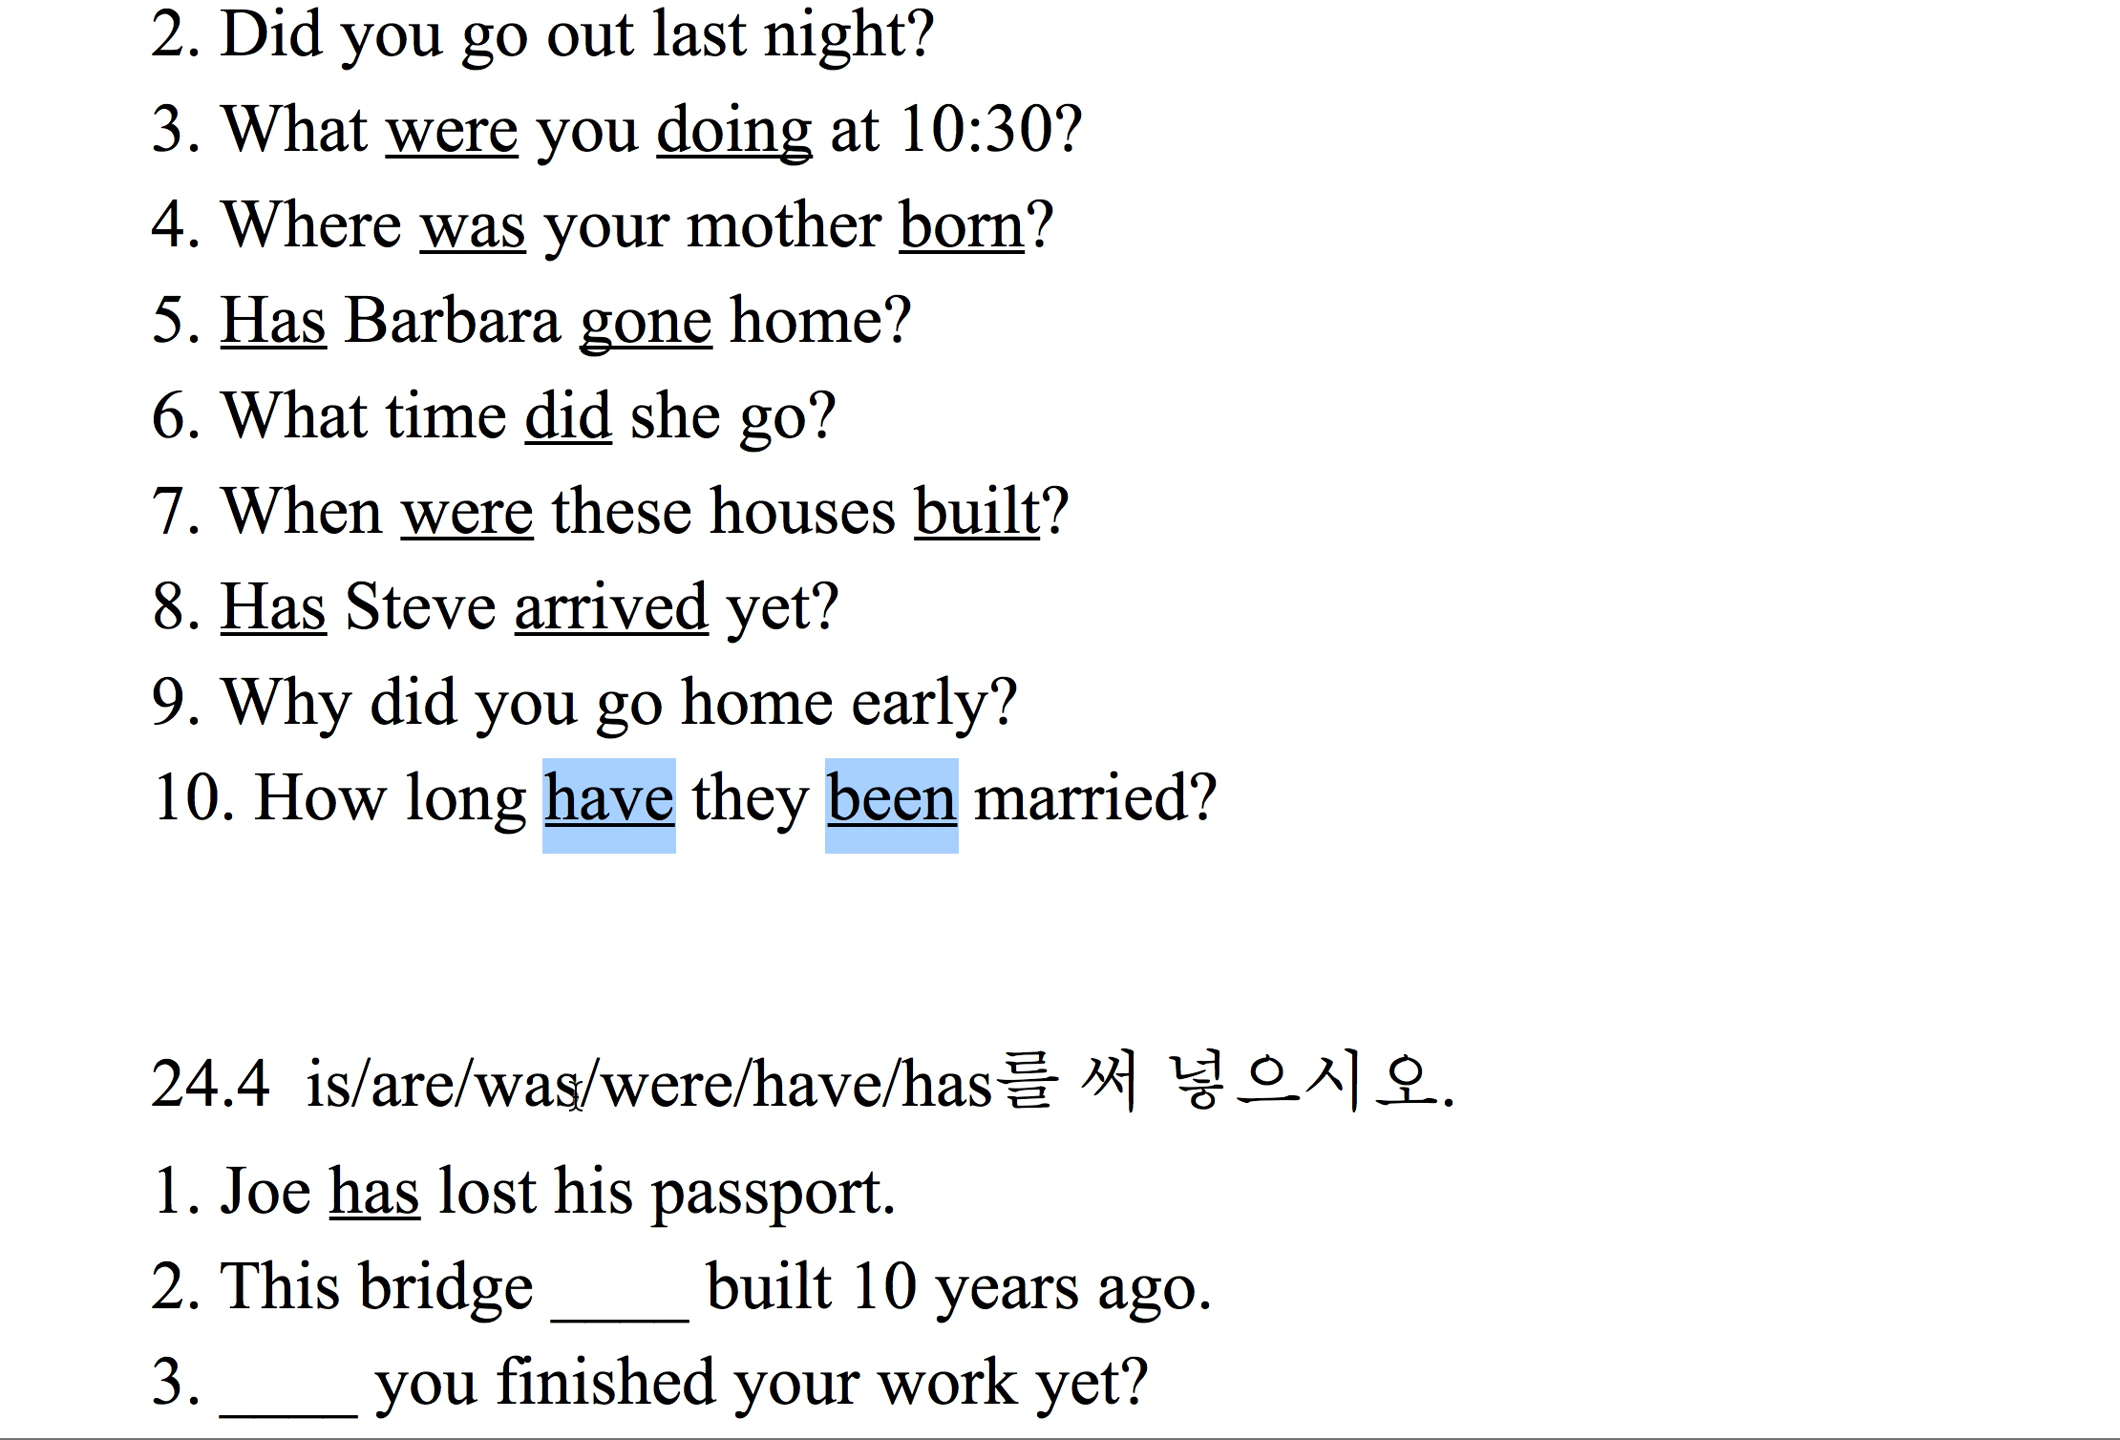 2. Did you go out last night?
3. What were you doing at 10:30?
4. Where was your mother born?
5. Has Barbara gone home?
6. What time did she go?
7. When were these houses built?
8. Has Steve arrived yet?
9. Why did you go home early?
10. How long have they been married?
24.4 is/are/was/were/have/has를 써 넣으시오.
1. Joe has lost his passport.
2. This bridge ____ built 10 years ago.
3. ____ you finished your work yet?